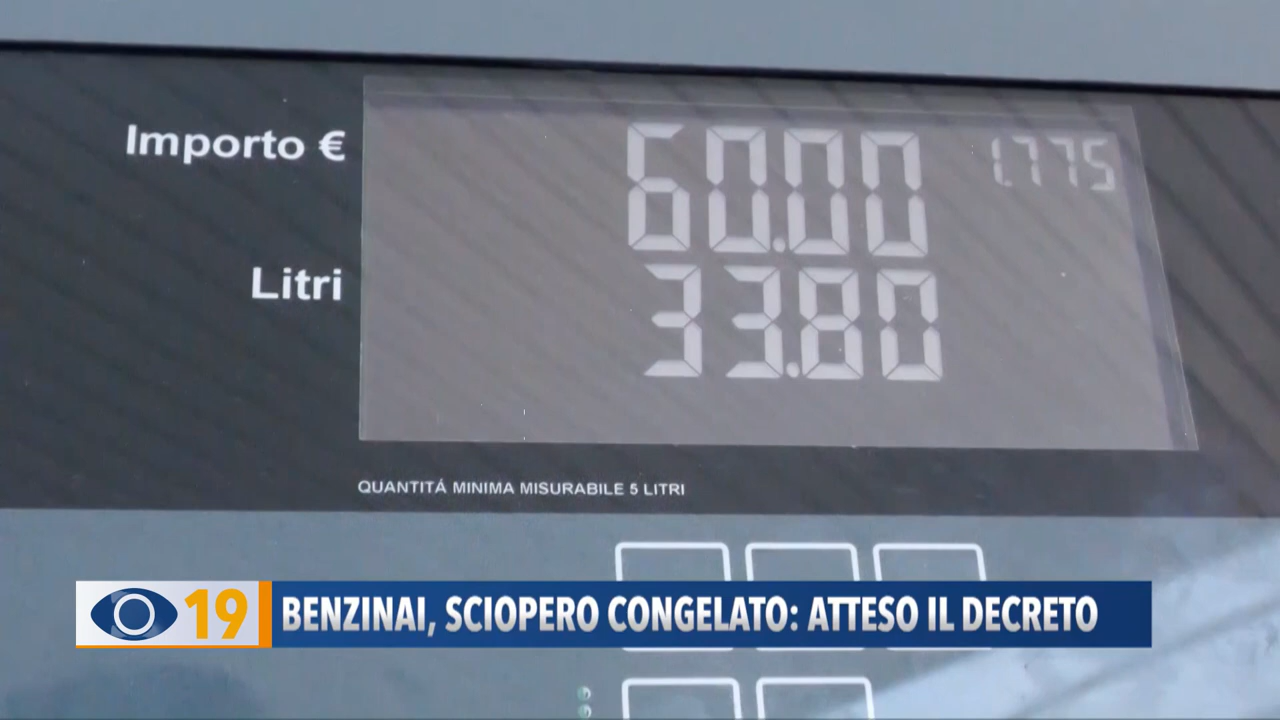 Importo € 60.00 1.775
Litri 33.80
QUANTITÁ MINIMA MISURABILE 5 LITRI
19 BENZINAI, SCIOPERO CONGELATO: ATTESO IL DECRETO